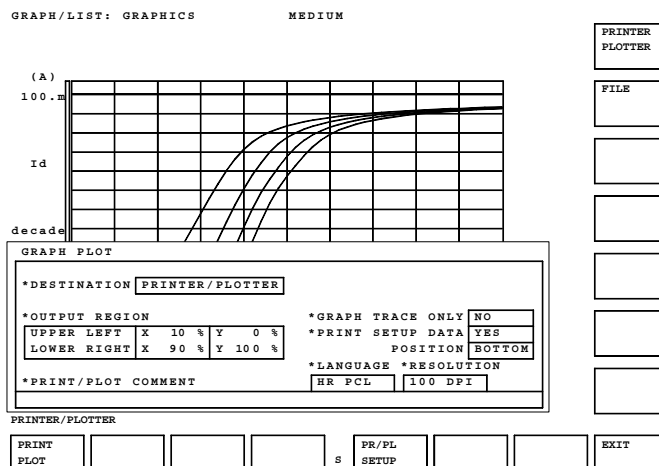 GRAPH/LIST: GRAPHICS MEDIUM
PRINTER
PLOTTER
FILE
(A)
100.m
Id
decade
GRAPH PLOT
*DESTINATION PRINTER/PLOTTER
*OUTPUT REGION
UPPER LEFT X 10 % Y 0 %
LOWER RIGHT X 90 % Y 100 %
*GRAPH TRACE ONLY NO
*PRINT SETUP DATA YES
POSITION BOTTOM
*LANGUAGE *RESOLUTION
HR PCL 100 DPI
*PRINT/PLOT COMMENT
PRINTER/PLOTTER
PRINT
PLOT
S
PR/PL
SETUP
EXIT